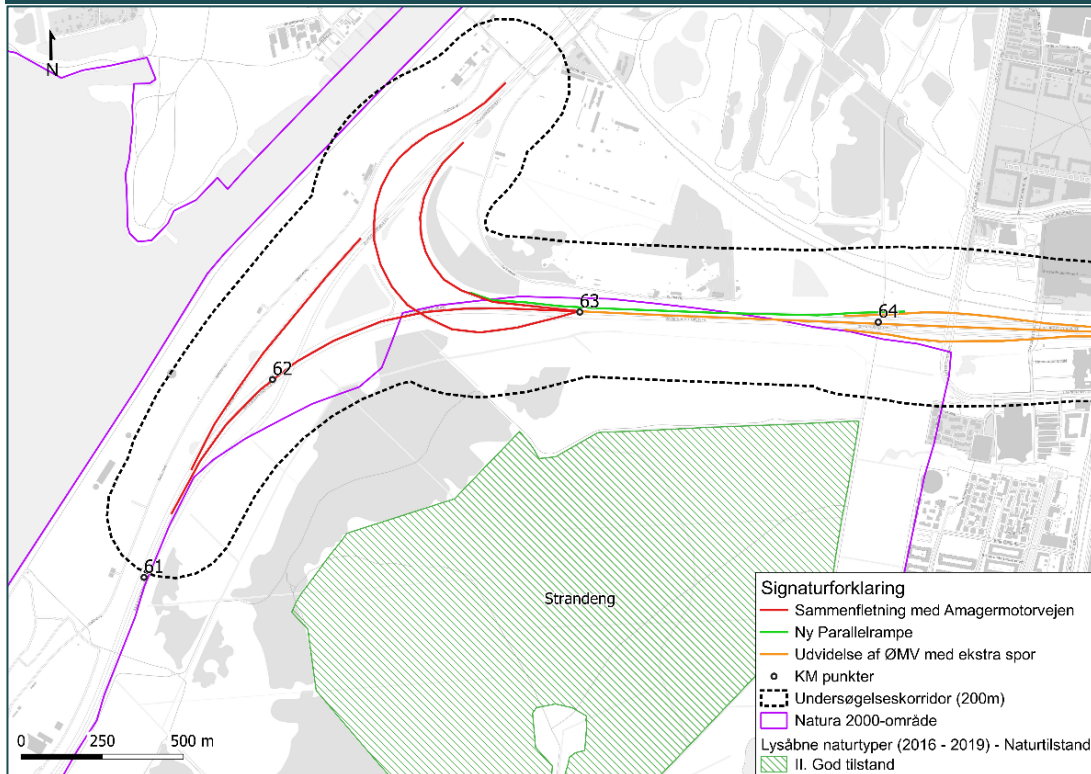 N
63
64
62
61
Strandeng
0 250 500 m
Signaturforklaring
Sammenfletning med Amagermotorvejen
Ny Parallelrampe
Udvidelse af ØMV med ekstra spor
KM punkter
Undersøgelseskorridor (200m)
Natura 2000-område
Lysåbne naturtyper (2016 - 2019) - Naturtilstand
II. God tilstand